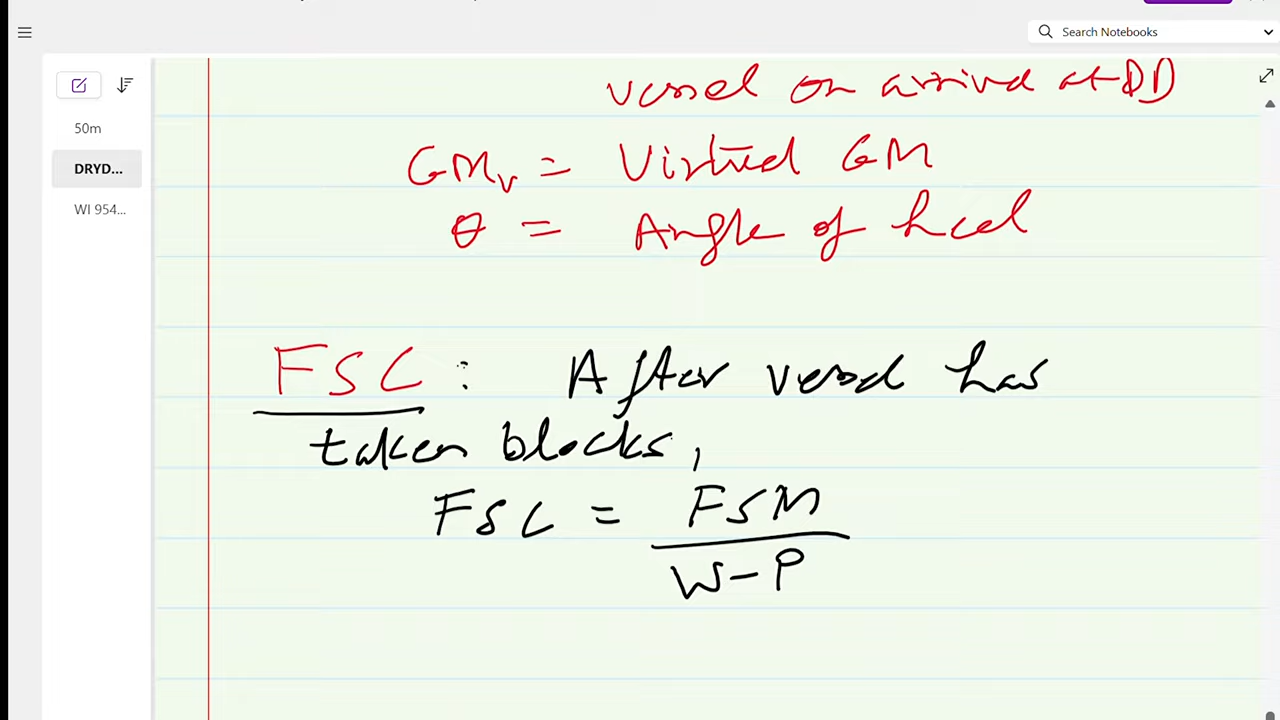 Search Notebooks
50m
DRYD...
WI 954...
vessel on arrival at DD
GMv = Virtual GM
θ = Angle of heel
FSC : After vessel has
taken blocks,
FSC = FSM
W-P